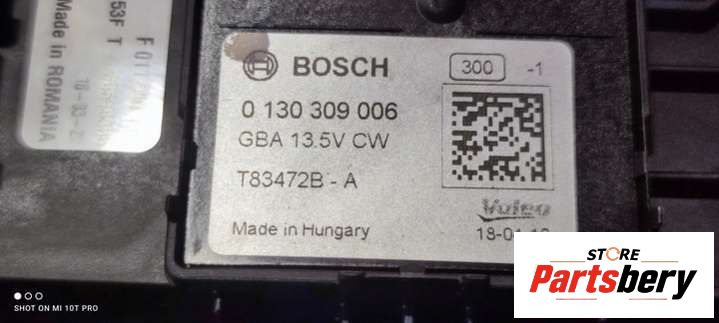 BOSCH
300 -1
0 130 309 006
GBA 13.5V CW
T83472B - A
Valeo
Made in Hungary
53F T
Made in ROMANIA
SHOT ON MI 10T PRO
STORE
Partsbery